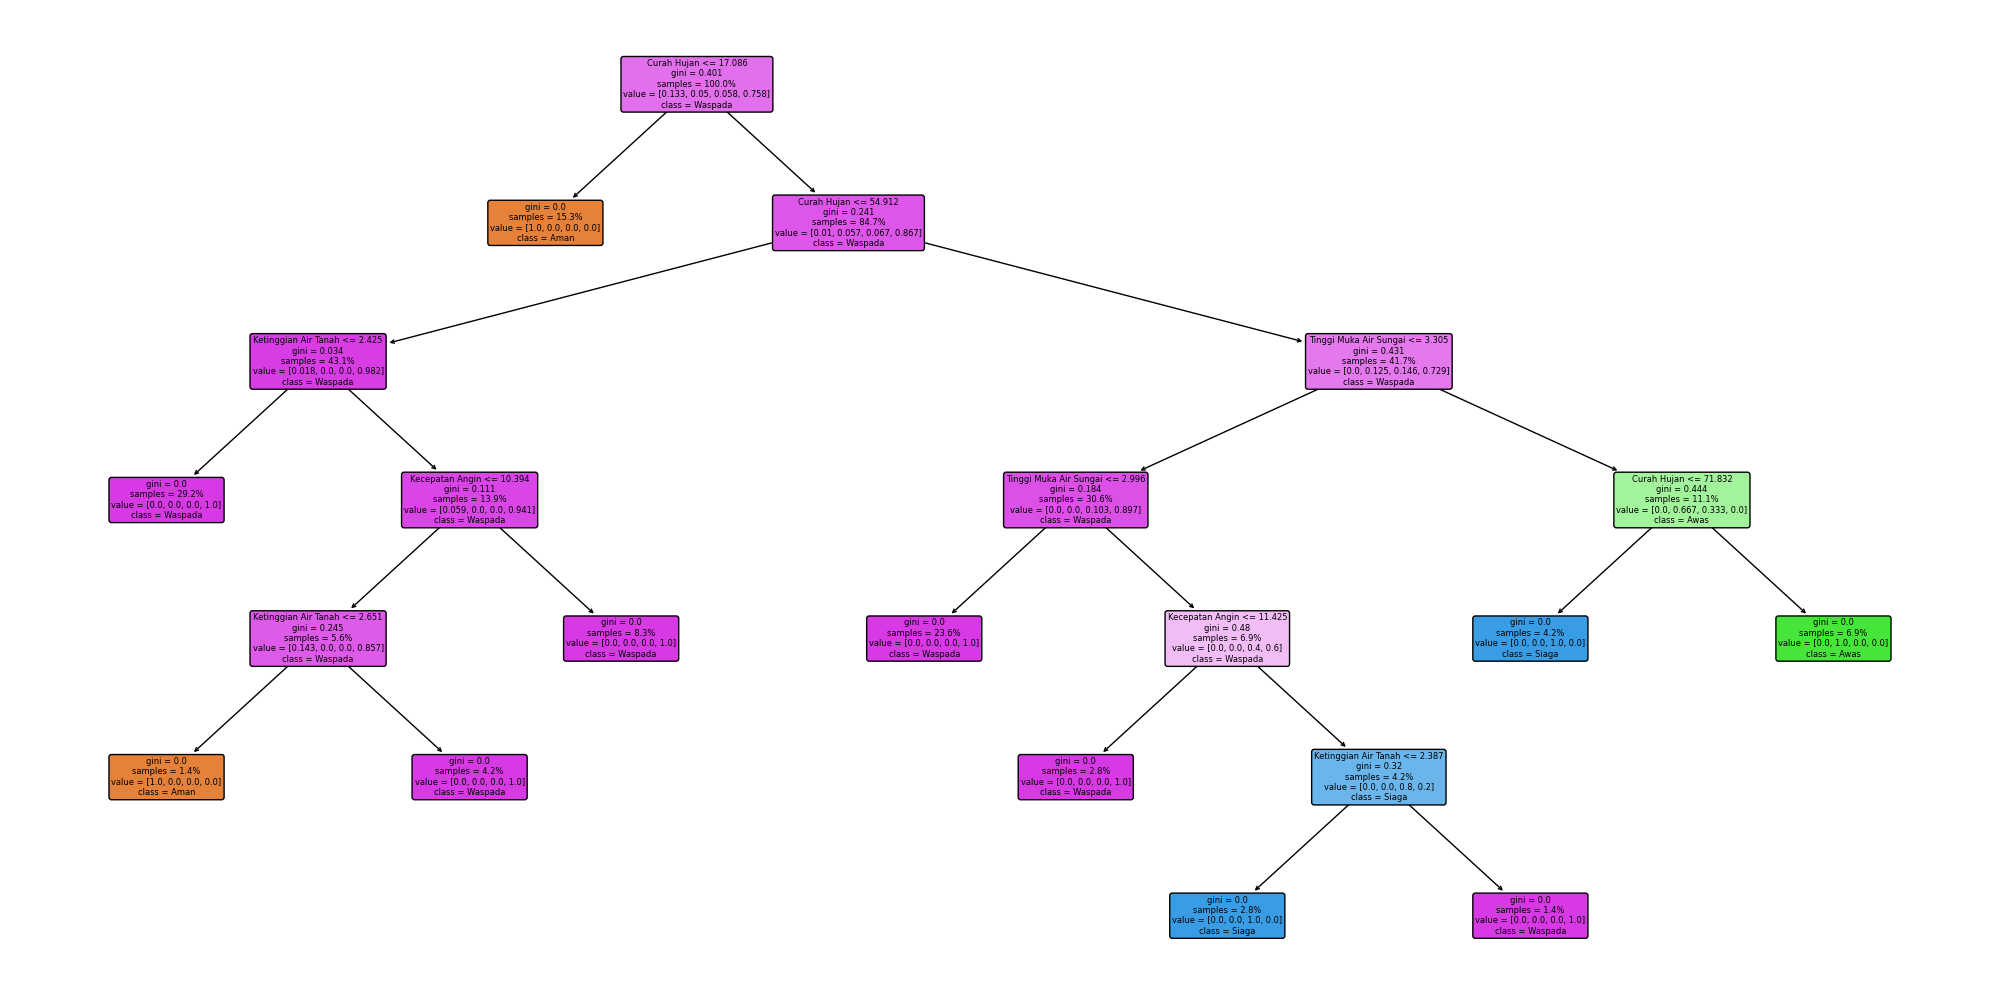 Curah Hujan <= 17.086
gini = 0.401
samples = 100.0%
value = [0.133, 0.05, 0.058, 0.758]
class = Waspada
gini = 0.0
samples = 15.3%
value = [1.0, 0.0, 0.0, 0.0]
class = Aman
Curah Hujan <= 54.912
gini = 0.241
samples = 84.7%
value = [0.01, 0.057, 0.067, 0.867]
class = Waspada
Ketinggian Air Tanah <= 2.425
gini = 0.034
samples = 43.1%
value = [0.018, 0.0, 0.0, 0.982]
class = Waspada
Tinggi Muka Air Sungai <= 3.305
gini = 0.431
samples = 41.7%
value = [0.0, 0.125, 0.146, 0.729]
class = Waspada
gini = 0.0
samples = 29.2%
value = [0.0, 0.0, 0.0, 1.0]
class = Waspada
Kecepatan Angin <= 10.394
gini = 0.111
samples = 13.9%
value = [0.059, 0.0, 0.0, 0.941]
class = Waspada
Tinggi Muka Air Sungai <= 2.996
gini = 0.184
samples = 30.6%
value = [0.0, 0.0, 0.103, 0.897]
class = Waspada
Curah Hujan <= 71.832
gini = 0.444
samples = 11.1%
value = [0.0, 0.667, 0.333, 0.0]
class = Awas
Ketinggian Air Tanah <= 2.651
gini = 0.245
samples = 5.6%
value = [0.143, 0.0, 0.0, 0.857]
class = Waspada
gini = 0.0
samples = 8.3%
value = [0.0, 0.0, 0.0, 1.0]
class = Waspada
gini = 0.0
samples = 23.6%
value = [0.0, 0.0, 0.0, 1.0]
class = Waspada
Kecepatan Angin <= 11.425
gini = 0.48
samples = 6.9%
value = [0.0, 0.0, 0.4, 0.6]
class = Waspada
gini = 0.0
samples = 4.2%
value = [0.0, 0.0, 1.0, 0.0]
class = Siaga
gini = 0.0
samples = 6.9%
value = [0.0, 1.0, 0.0, 0.0]
class = Awas
gini = 0.0
samples = 1.4%
value = [1.0, 0.0, 0.0, 0.0]
class = Aman
gini = 0.0
samples = 4.2%
value = [0.0, 0.0, 0.0, 1.0]
class = Waspada
gini = 0.0
samples = 2.8%
value = [0.0, 0.0, 0.0, 1.0]
class = Waspada
Ketinggian Air Tanah <= 2.387
gini = 0.32
samples = 4.2%
value = [0.0, 0.0, 0.8, 0.2]
class = Siaga
gini = 0.0
samples = 2.8%
value = [0.0, 0.0, 1.0, 0.0]
class = Siaga
gini = 0.0
samples = 1.4%
value = [0.0, 0.0, 0.0, 1.0]
class = Waspada